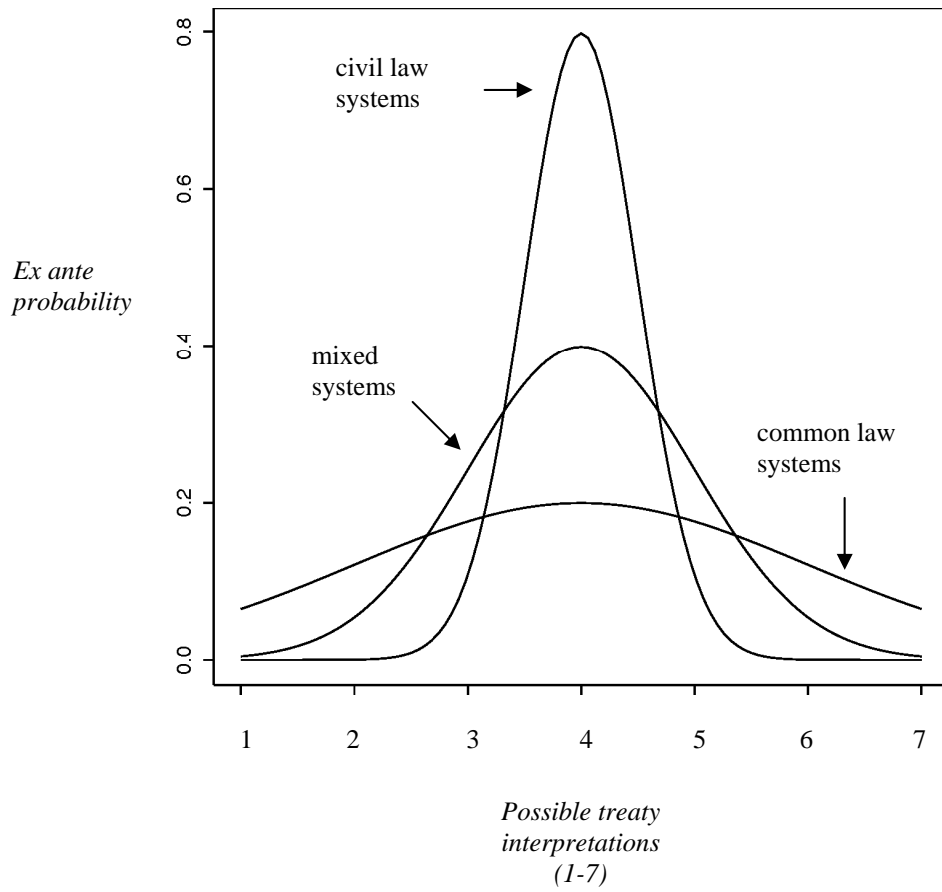 0.8
civil law
systems
0.6
Ex ante
probability
0.4
mixed
systems
common law
systems
0.2
0.0
1 2 3 4 5 6 7
Possible treaty
interpretations
(1-7)